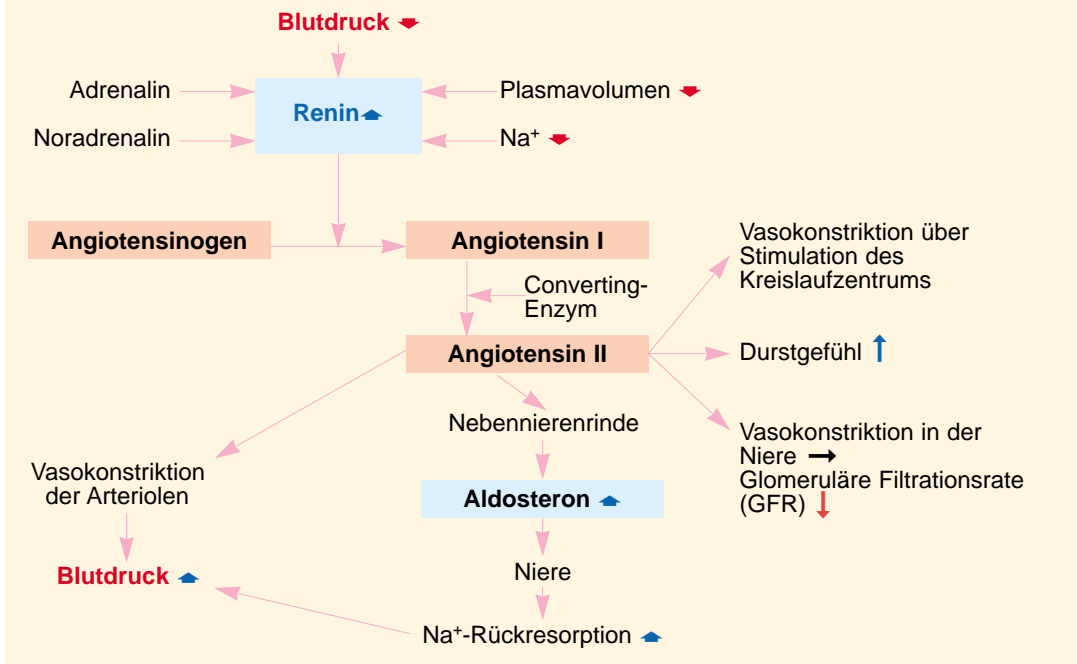 Blutdruck
Adrenalin
Plasmavolumen
Renin
Noradrenalin
Na⁺
Angiotensinogen
Angiotensin I
Vasokonstriktion über
Stimulation des
Kreislaufzentrums
Converting-
Enzym
Angiotensin II
Durstgefühl ↑
Nebennierenrinde
Vasokonstriktion in der
Niere →
Glomeruläre Filtrationsrate
(GFR) ↓
Vasokonstriktion
der Arteriolen
Aldosteron
Blutdruck
Niere
Na⁺-Rückresorption